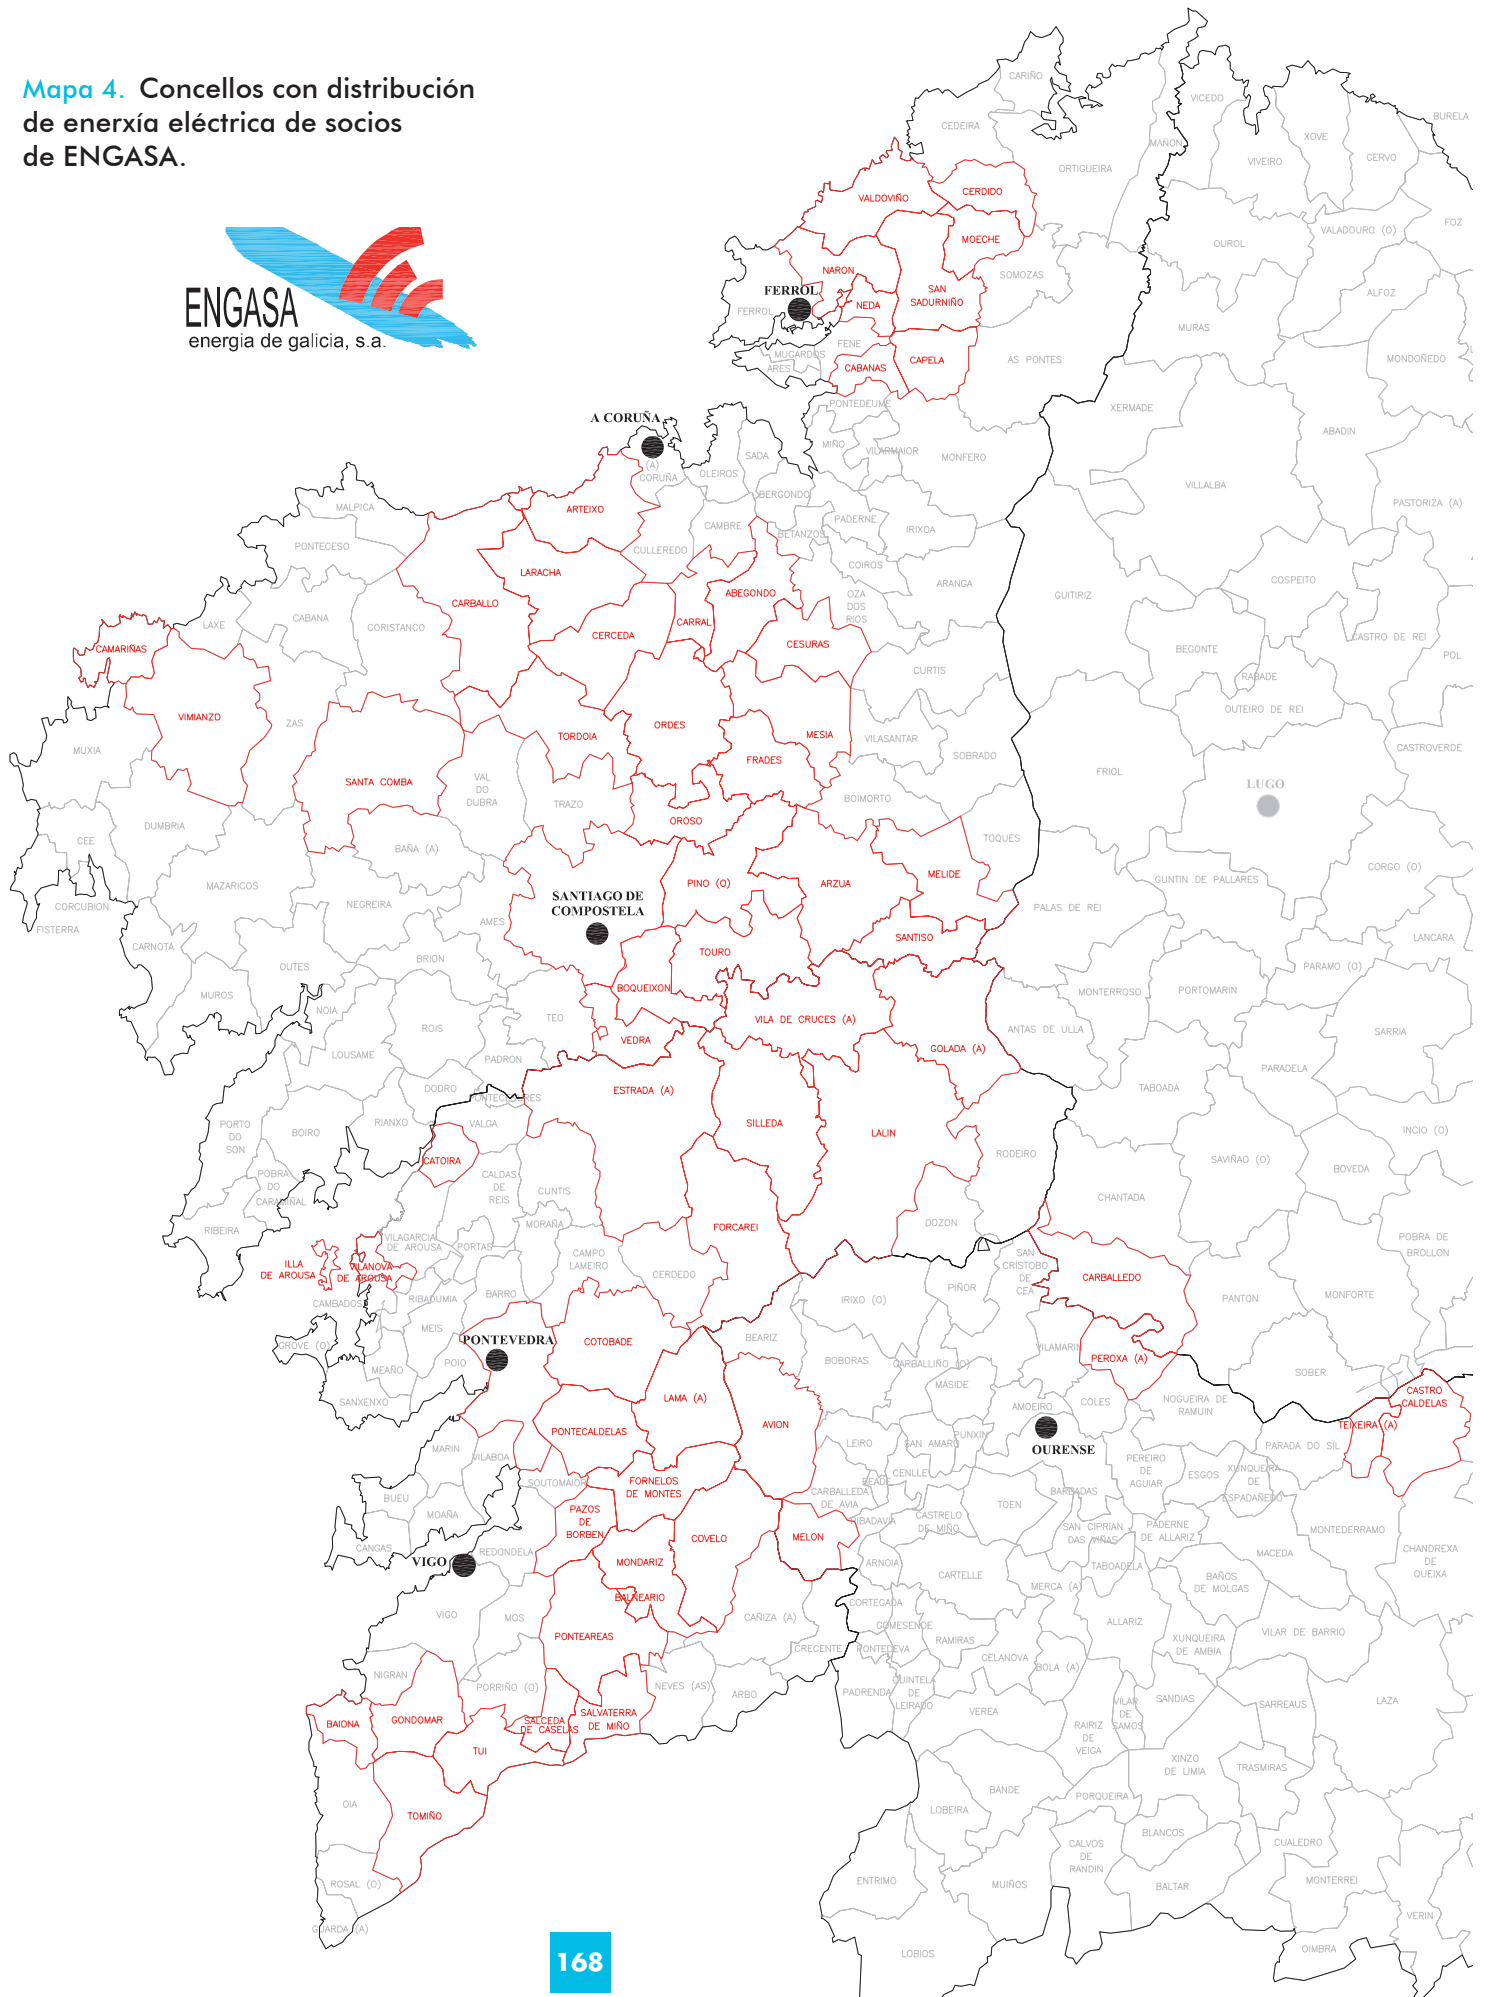 Mapa 4. Concellos con distribución
de enerxía eléctrica de socios
de ENGASA.
ENGASA
energia de galicia, s.a.
CARIÑO
CEDEIRA
ORTIGUEIRA
MAÑON
VICEDO
VIVEIRO
XOVE
CERVO
BURELA
VALDOVIÑO
CERDIDO
MOECHE
SOMOZAS
OUROL
VALADOURO (O)
FOZ
NARON
FERROL
FERROL
NEDA
SAN
SADURNIÑO
ALFOZ
MURAS
FENE
MUGARDOS
ARES
CABANAS
CAPELA
AS PONTES
MONDOÑEDO
PONTEDEUME
XERMADE
ABADIN
A CORUÑA
(A)
CORUÑA
OLEIROS
SADA
MIÑO
VILARMAIOR
MONFERO
BERGONDO
VILLALBA
PASTORIZA (A)
MALPICA
PONTECESO
ARTEIXO
CULLEREDO
CAMBRE
BETANZOS
PADERNE
IRIXOA
COIROS
ARANGA
LARACHA
CARBALLO
ABEGONDO
OZA
DOS
RIOS
GUITIRIZ
COSPEITO
LAXE
CABANA
CORISTANCO
CERCEDA
CARRAL
CESURAS
CURTIS
BEGONTE
CASTRO DE REI
POL
RABADE
OUTEIRO DE REI
CAMARIÑAS
VIMIANZO
ZAS
MUXIA
SANTA COMBA
TORDOIA
ORDES
MESIA
FRADES
VILASANTAR
SOBRADO
CASTROVERDE
FRIOL
LUGO
VAL
DO
DUBRA
TRAZO
OROSO
BOIMORTO
TOQUES
CEE
DUMBRIA
BAÑA (A)
CORCUBION
FISTERRA
MAZARICOS
NEGREIRA
AMES
SANTIAGO DE
COMPOSTELA
PINO (O)
ARZUA
MELIDE
GUNTIN DE PALLARES
CORGO (O)
PALAS DE REI
SANTISO
TOURO
LANCARA
CARNOTA
OUTES
BRION
PARAMO (O)
MUROS
NOIA
ROIS
TEO
BOQUEIXON
VEDRA
VILA DE CRUCES (A)
GOLADA (A)
MONTERROSO
PORTOMARIN
ANTAS DE ULLA
SARRIA
LOUSAME
PADRON
DODRO
ESTRADA (A)
TABOADA
PARADELA
PORTO
DO
SON
BOIRO
RIANXO
VALGA
SILLEDA
LALIN
RODEIRO
INCIO (O)
CATOIRA
POBRA
DO
CARAMIÑAL
RIBEIRA
CALDAS
DE
REIS
CUNTIS
SAVIÑAO (O)
BOVEDA
CHANTADA
MORAÑA
FORCAREI
DOZON
VILAGARCIA
DE AROUSA
PORTAS
CAMPO
LAMEIRO
CERDEDO
SAN
CRISTOBO
DE
CEA
POBRA DE
BROLLON
ILLA
DE AROUSA
VILANOVA
DE AROUSA
CAMBADOS
RIBADUMIA
BARRO
PIÑOR
IRIXO (O)
CARBALLEDO
PANTON
MONFORTE
GROVE (O)
MEIS
MEAÑO
POIO
SANXENXO
PONTEVEDRA
COTOBADE
BEARIZ
BOBORAS
CARBALLIÑO (O)
VILAMARIN
PEROXA (A)
SOBER
MASIDE
LAMA (A)
AVION
AMOEIRO
COLES
NOGUEIRA DE
RAMUIN
CASTRO
CALDELAS
TEIXEIRA (A)
PONTECALDELAS
LEIRO
SAN AMARO
PUNXIN
OURENSE
PARADA DO SIL
MARIN
VILABOA
SOUTOMAIOR
FORNELOS
DE MONTES
CENLLE
BEADE
CARBALLEDA
DE AVIA
PEREIRO
DE
AGUIAR
ESGOS
XUNQUEIRA
DE
ESPADAÑEDO
BUEU
MOAÑA
CANGAS
PAZOS
DE
BORBEN
COVELO
MELON
RIBADAVIA
CASTRELO
DE MIÑO
TOEN
BARBADAS
SAN CIPRIAN
DAS VIÑAS
PADERNE
DE ALLARIZ
MONTEDERRAMO
VIGO
REDONDELA
MONDARIZ
BALNEARIO
ARNOIA
CARTELLE
TABOADELA
MERCA (A)
MACEDA
CHANDREXA
DE
QUEIXA
BAÑOS
DE MOLGAS
VIGO
MOS
PONTEAREAS
CAÑIZA (A)
CORTEGADA
GOMESENDE
RAMIRAS
ALLARIZ
XUNQUEIRA
DE AMBIA
VILAR DE BARRIO
CRECENTE
PONTEDEVA
CELANOVA
BOLA (A)
NIGRAN
PORRIÑO (O)
NEVES (AS)
ARBO
PADRENDA
QUINTELA
DE
LEIRADO
VEREA
VILAR
DE
SAMOS
SANDIAS
SARREAUS
LAZA
BAIONA
GONDOMAR
TUI
SALCEDA
DE CASELAS
SALVATERRA
DE MIÑO
RAIRIZ
DE
VEIGA
XINZO
DE LIMIA
TRASMIRAS
OIA
TOMIÑO
BANDE
PORQUEIRA
LOBEIRA
BLANCOS
CUALEDRO
CALVOS
DE
RANDIN
ROSAL (O)
GUARDA (A)
ENTRIMO
MUIÑOS
BALTAR
MONTERREI
VERIN
LOBIOS
OIMBRA
168